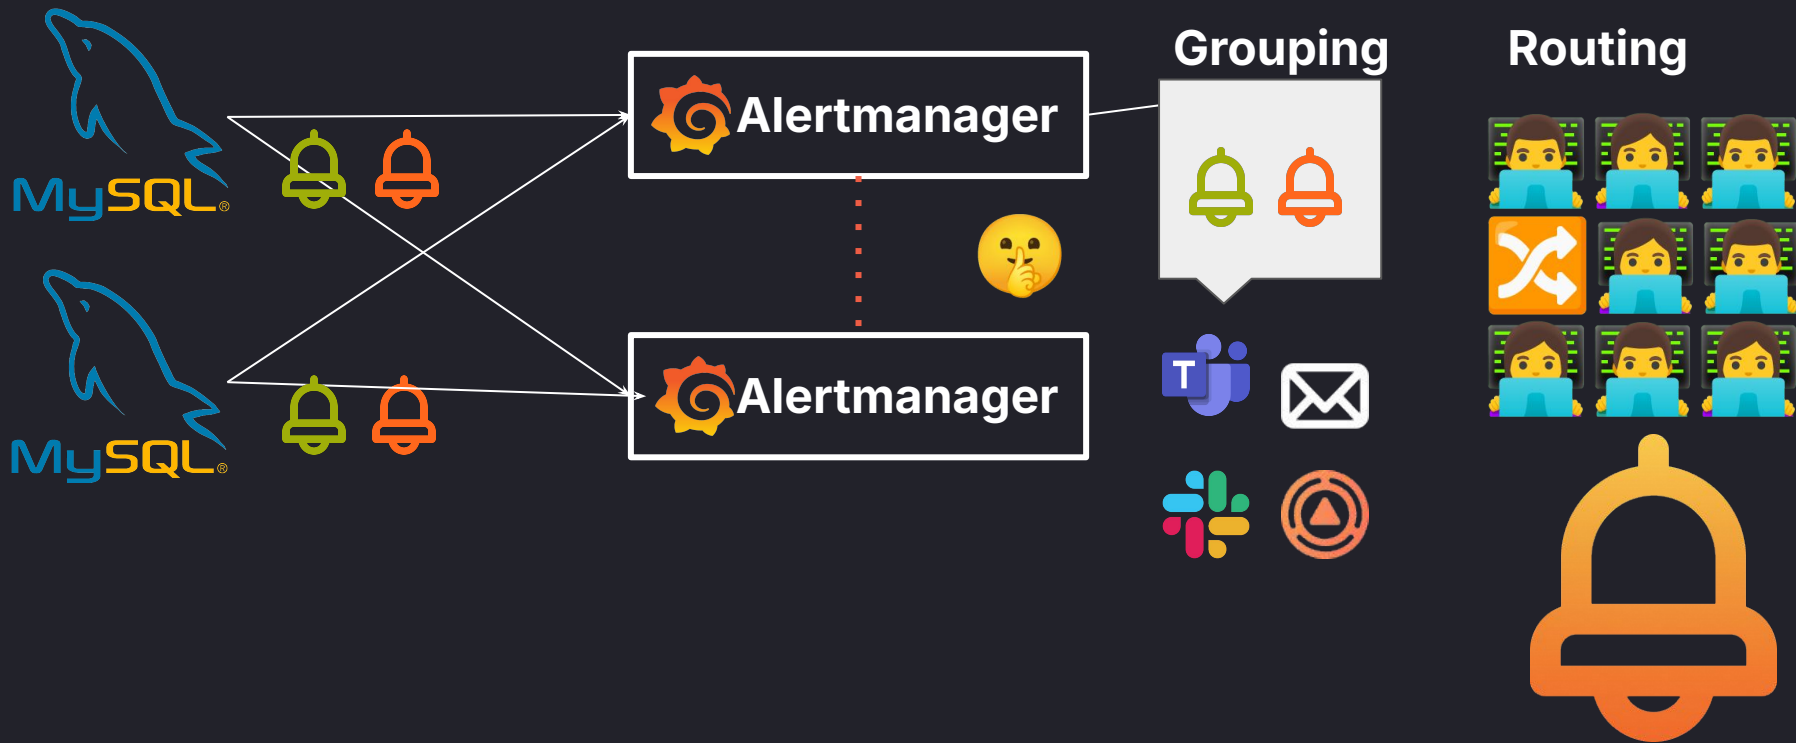 Grouping
Routing
MySQL®
Alertmanager
T
MySQL®
Alertmanager